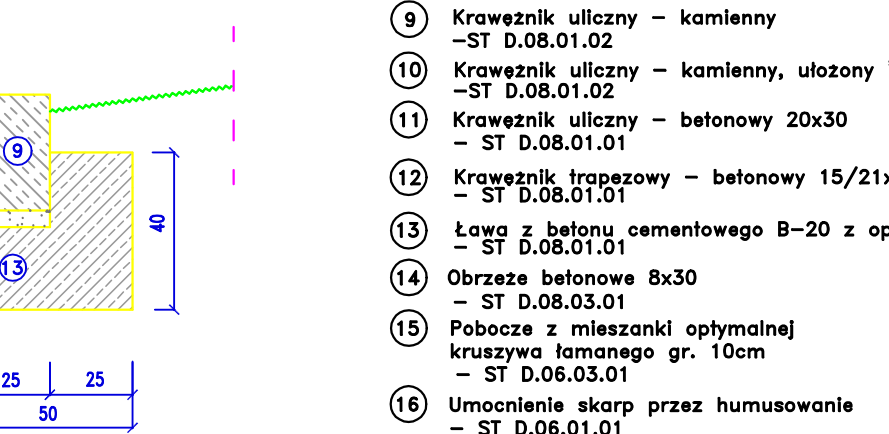 9 Krawężnik uliczny – kamienny
–ST D.08.01.02
10 Krawężnik uliczny – kamienny, ułożony
–ST D.08.01.02
11 Krawężnik uliczny – betonowy 20x30
– ST D.08.01.01
12 Krawężnik trapezowy – betonowy 15/21x
– ST D.08.01.01
13 Ława z betonu cementowego B–20 z op
– ST D.08.01.01
14 Obrzeże betonowe 8x30
– ST D.08.03.01
15 Pobocze z mieszanki optymalnej
kruszywa łamanego gr. 10cm
– ST D.06.03.01
16 Umocnienie skarp przez humusowanie
– ST D.06.01.01
9
13
40
25 25
50